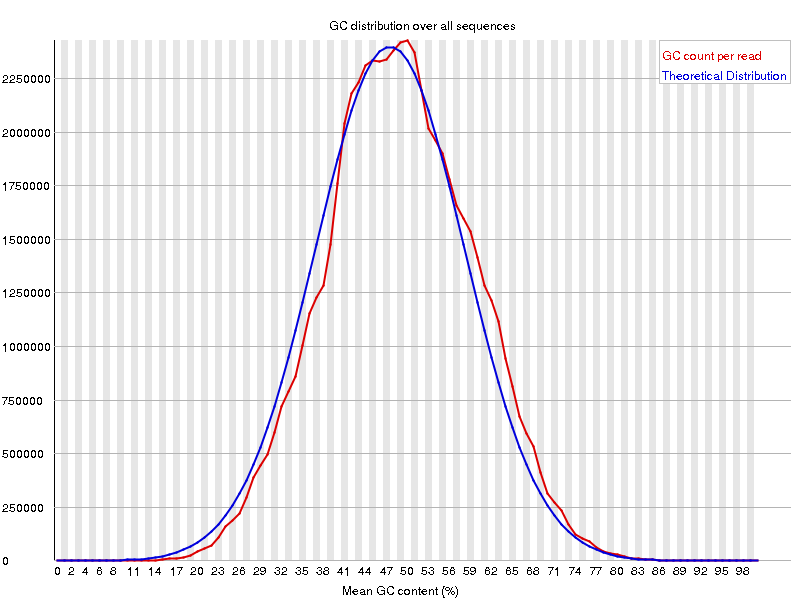 GC distribution over all sequences
GC count per read
Theoretical Distribution
2250000
2000000
1750000
1500000
1250000
1000000
750000
500000
250000
0
0 2 4 6 8 11 14 17 20 23 26 29 32 35 38 41 44 47 50 53 56 59 62 65 68 71 74 77 80 83 86 89 92 95 98
Mean GC content (%)